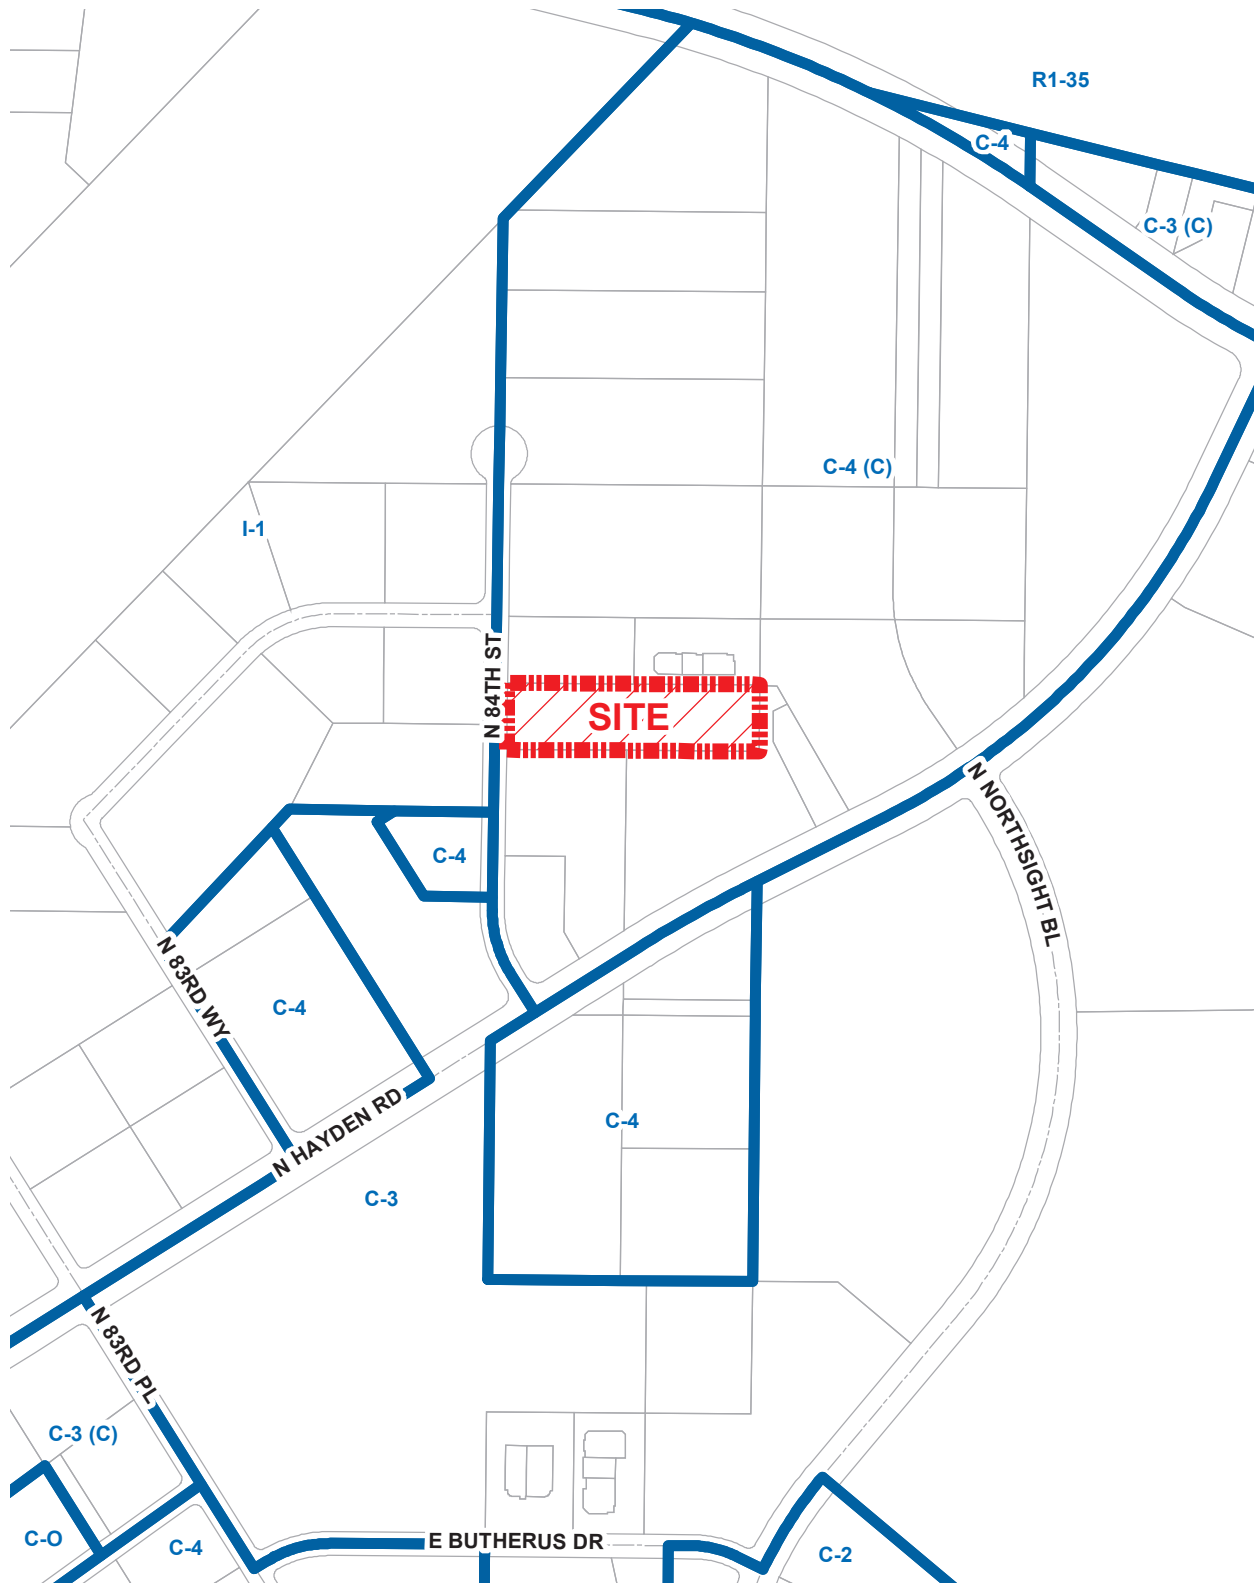 R1-35
C-4
C-3 (C)
C-4 (C)
I-1
N 84TH ST
SITE
N NORTHSIGHT BL
C-4
N 83RD WY
C-4
N HAYDEN RD
C-4
C-3
N 83RD PL
C-3 (C)
C-O
C-4
E BUTHERUS DR
C-2